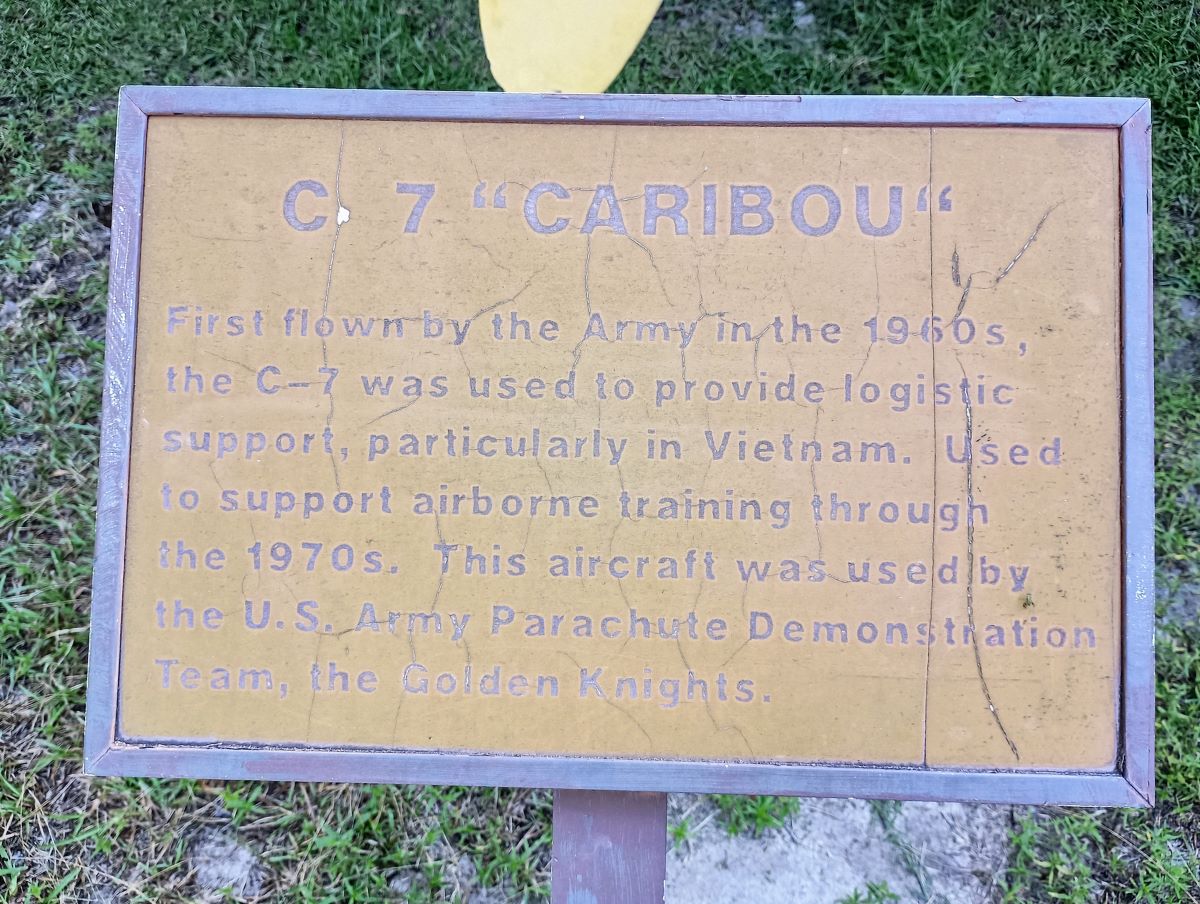 C 7 “CARIBOU“
First flown by the Army in the 1960s,
the C-7 was used to provide logistic
support, particularly in Vietnam. Used
to support airborne training through
the 1970s. This aircraft was used by
the U.S. Army Parachute Demonstration
Team, the Golden Knights.